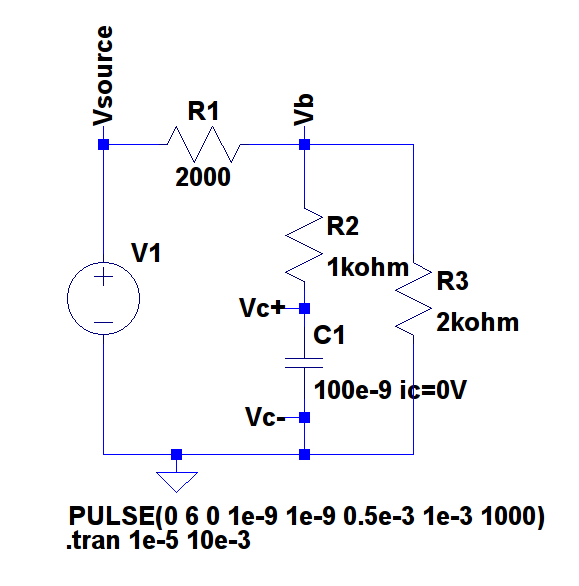 Vsource
R1
2000
Vb
V1
R2
1kohm
R3
2kohm
Vc+
C1
100e-9 ic=0V
Vc-
PULSE(0 6 0 1e-9 1e-9 0.5e-3 1e-3 1000)
.tran 1e-5 10e-3